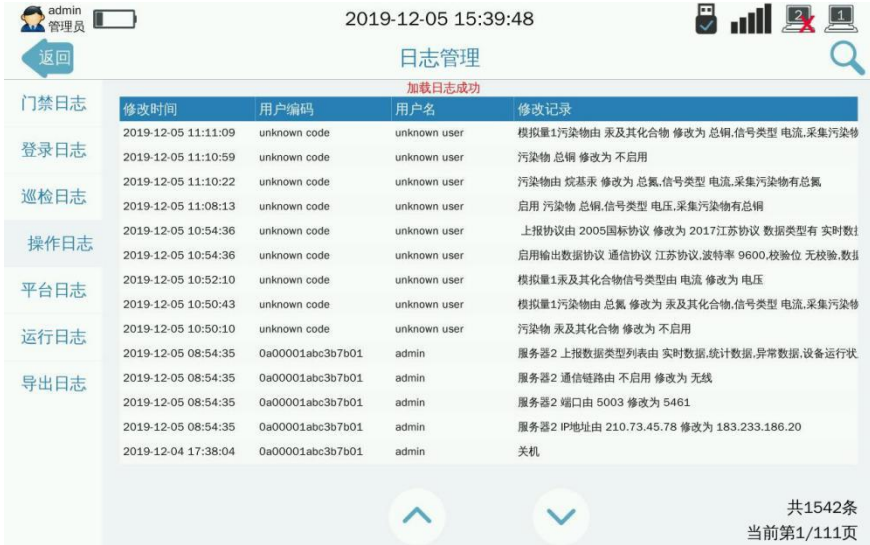 admin
管理员
2019-12-05 15:39:48
2
1
返回
日志管理
加载日志成功
门禁日志
登录日志
巡检日志
操作日志
平台日志
运行日志
导出日志
修改时间 用户编码 用户名 修改记录
2019-12-05 11:11:09 unknown code unknown user 模拟量1污染物由 汞及其化合物 修改为 总铜,信号类型 电流,采集污染物
2019-12-05 11:10:59 unknown code unknown user 污染物 总铜 修改为 不启用
2019-12-05 11:10:22 unknown code unknown user 污染物由 烷基汞 修改为 总氮,信号类型 电流,采集污染物有总氮
2019-12-05 11:08:13 unknown code unknown user 启用 污染物 总铜,信号类型 电压,采集污染物有总铜
2019-12-05 10:54:36 unknown code unknown user 上报协议由 2005国标协议 修改为 2017江苏协议 数据类型有 实时数
2019-12-05 10:54:36 unknown code unknown user 启用输出数据协议 通信协议 江苏协议,波特率 9600,校验位 无校验,数
2019-12-05 10:52:10 unknown code unknown user 模拟量1汞及其化合物信号类型由 电流 修改为 电压
2019-12-05 10:50:43 unknown code unknown user 模拟量1污染物由 总氮 修改为 汞及其化合物,信号类型 电流,采集污染物
2019-12-05 10:50:10 unknown code unknown user 污染物 汞及其化合物 修改为 不启用
2019-12-05 08:54:35 0a00001abc3b7b01 admin 服务器2 上报数据类型列表由 实时数据,统计数据,异常数据,设备运行状
2019-12-05 08:54:35 0a00001abc3b7b01 admin 服务器2 通信链路由 不启用 修改为 无线
2019-12-05 08:54:35 0a00001abc3b7b01 admin 服务器2 端口由 5003 修改为 5461
2019-12-05 08:54:35 0a00001abc3b7b01 admin 服务器2 IP地址由 210.73.45.78 修改为 183.233.186.20
2019-12-04 17:38:04 0a00001abc3b7b01 admin 关机
共1542条
当前第1/111页